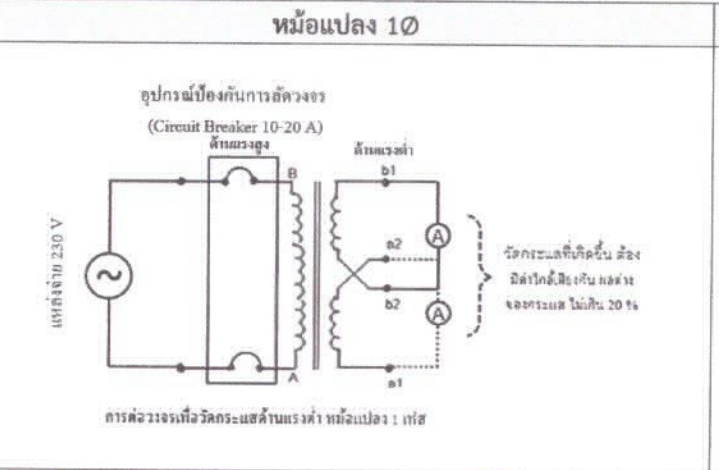 หม้อแปลง 1Ø
อุปกรณ์ป้องกันการลัดวงจร
(Circuit Breaker 10-20 A)
ด้านแรงสูง
ด้านแรงต่ำ
B
b1
A
a2
แหล่งจ่าย 230 V
วัดกระแสที่เกิดขึ้น ต้อง
มีค่าใกล้เคียงกัน ผลต่าง
ของกระแส ไม่เกิน 20 %
b2
A
A
a1
การต่อวงจรเพื่อวัดกระแสด้านแรงต่ำ หม้อแปลง 1 เฟส